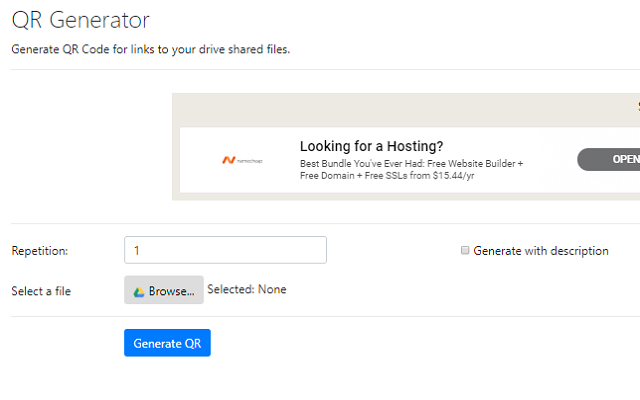 QR Generator
Generate QR Code for links to your drive shared files.
Looking for a Hosting?
namecheap
Best Bundle You've Ever Had: Free Website Builder +
Free Domain + Free SSLs from $15.44/yr
OPEN
Repetition:
1
Generate with description
Select a file
Browse...
Selected: None
Generate QR